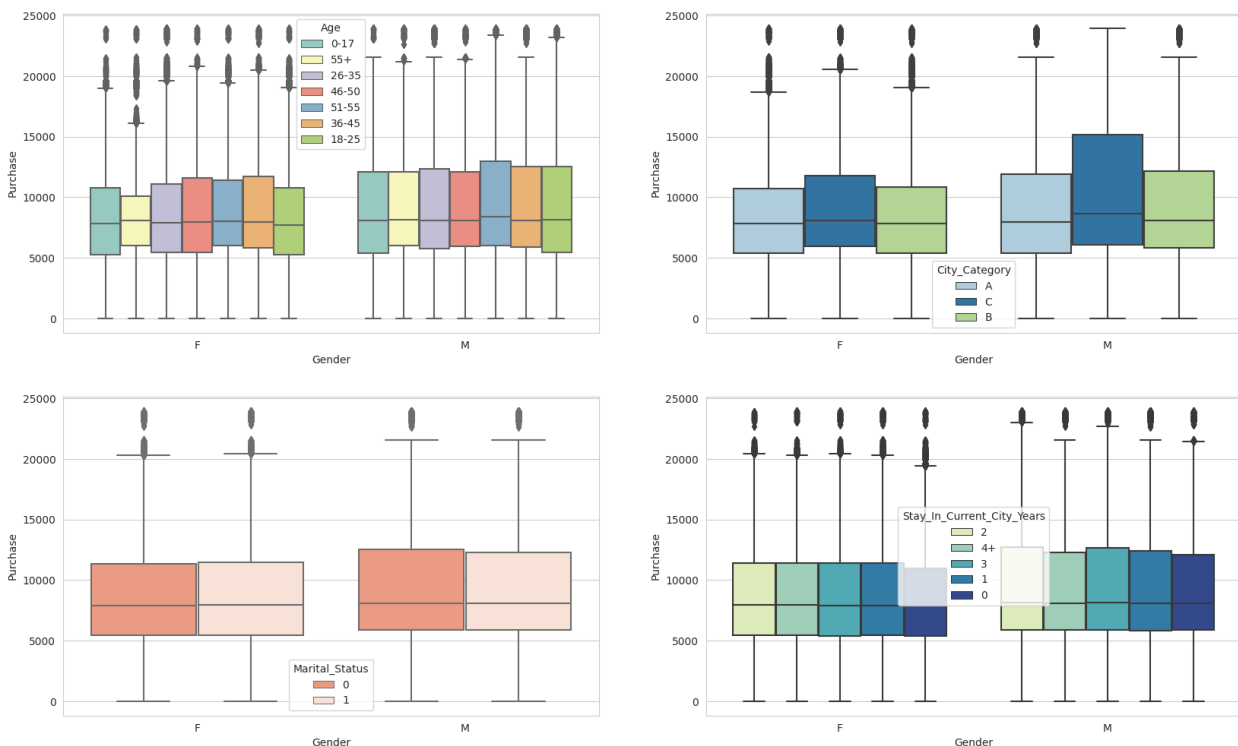 25000
20000
15000
10000
5000
0
Purchase
Age
0-17
55+
26-35
46-50
51-55
36-45
18-25
F
M
Gender
25000
20000
15000
10000
5000
0
Purchase
City_Category
A
C
B
F
M
Gender
25000
20000
15000
10000
5000
0
Purchase
Marital_Status
0
1
F
M
Gender
25000
20000
15000
10000
5000
0
Purchase
Stay_In_Current_City_Years
2
4+
3
1
0
F
M
Gender